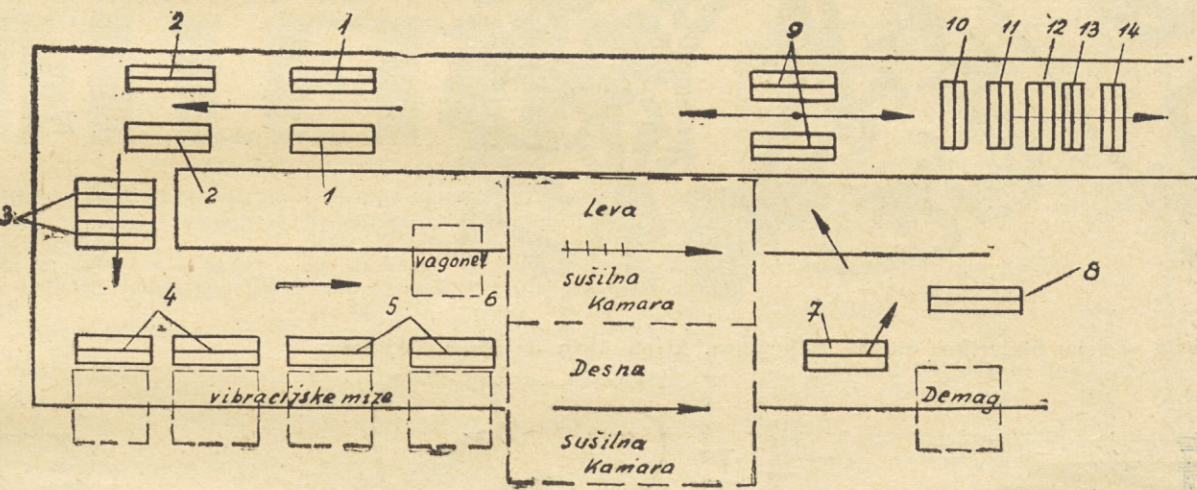 2 1 9 10 11 12 13 14
2 1
3
Leva
sušilna
Kamara
vagonet
6
8
4 5 7
Desna
sušilna
Kamara
vibracijske mize
Demag